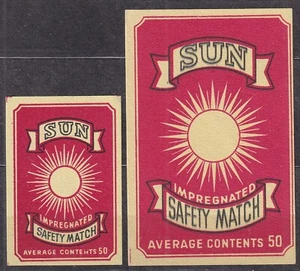 SUN
IMPREGNATED
SAFETY MATCH
AVERAGE CONTENTS 50
SUN
IMPREGNATED
SAFETY MATCH
AVERAGE CONTENTS 50